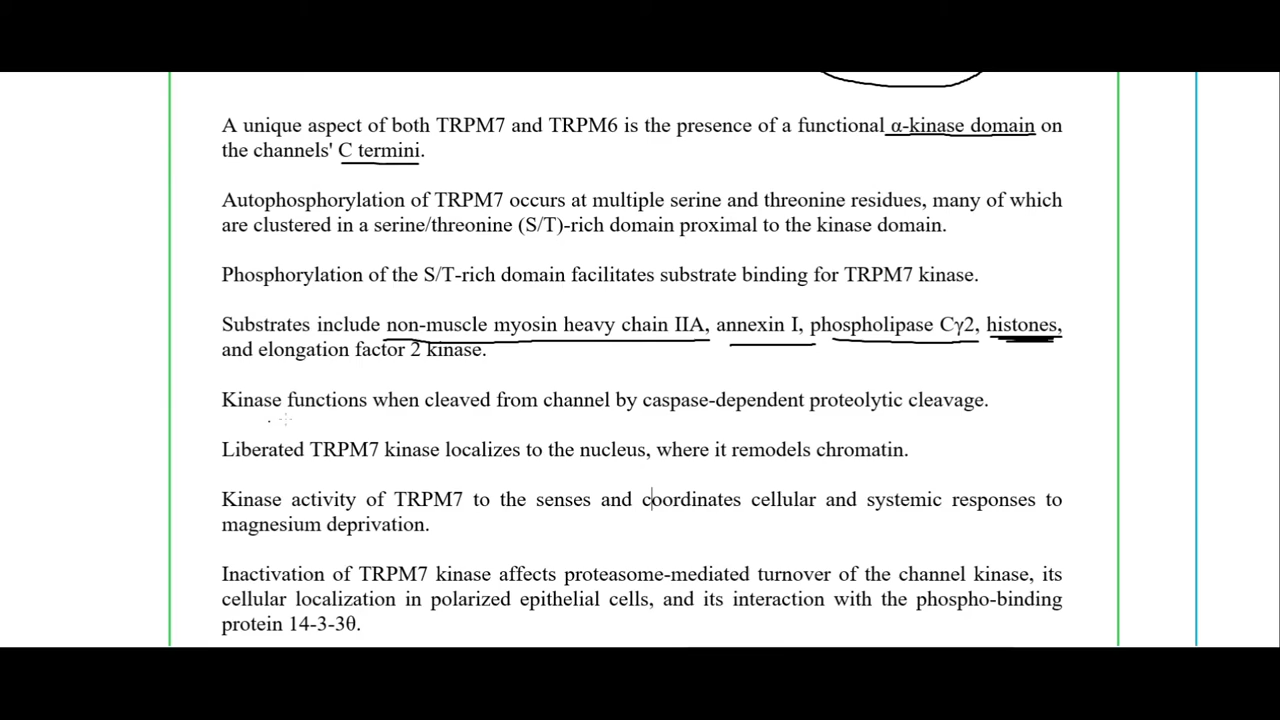 A unique aspect of both TRPM7 and TRPM6 is the presence of a functional α-kinase domain on
the channels' C termini.
Autophosphorylation of TRPM7 occurs at multiple serine and threonine residues, many of which
are clustered in a serine/threonine (S/T)-rich domain proximal to the kinase domain.
Phosphorylation of the S/T-rich domain facilitates substrate binding for TRPM7 kinase.
Substrates include non-muscle myosin heavy chain IIA, annexin I, phospholipase Cγ2, histones,
and elongation factor 2 kinase.
Kinase functions when cleaved from channel by caspase-dependent proteolytic cleavage.
Liberated TRPM7 kinase localizes to the nucleus, where it remodels chromatin.
Kinase activity of TRPM7 to the senses and coordinates cellular and systemic responses to
magnesium deprivation.
Inactivation of TRPM7 kinase affects proteasome-mediated turnover of the channel kinase, its
cellular localization in polarized epithelial cells, and its interaction with the phospho-binding
protein 14-3-3θ.